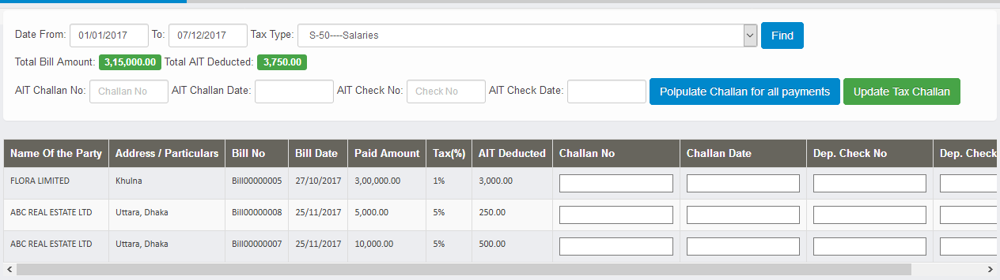 Date From: 01/01/2017 To: 07/12/2017 Tax Type: S-50----Salaries Find
Total Bill Amount: 3,15,000.00 Total AIT Deducted: 3,750.00
AIT Challan No: Challan No AIT Challan Date: AIT Check No: Check No AIT Check Date: Polpulate Challan for all payments Update Tax Challan
Name Of the Party Address / Particulars Bill No Bill Date Paid Amount Tax(%) AIT Deducted Challan No Challan Date Dep. Check No Dep. Check
FLORA LIMITED Khulna Bill00000005 27/10/2017 3,00,000.00 1% 3,000.00
ABC REAL ESTATE LTD Uttara, Dhaka Bill00000008 25/11/2017 5,000.00 5% 250.00
ABC REAL ESTATE LTD Uttara, Dhaka Bill00000007 25/11/2017 10,000.00 5% 500.00